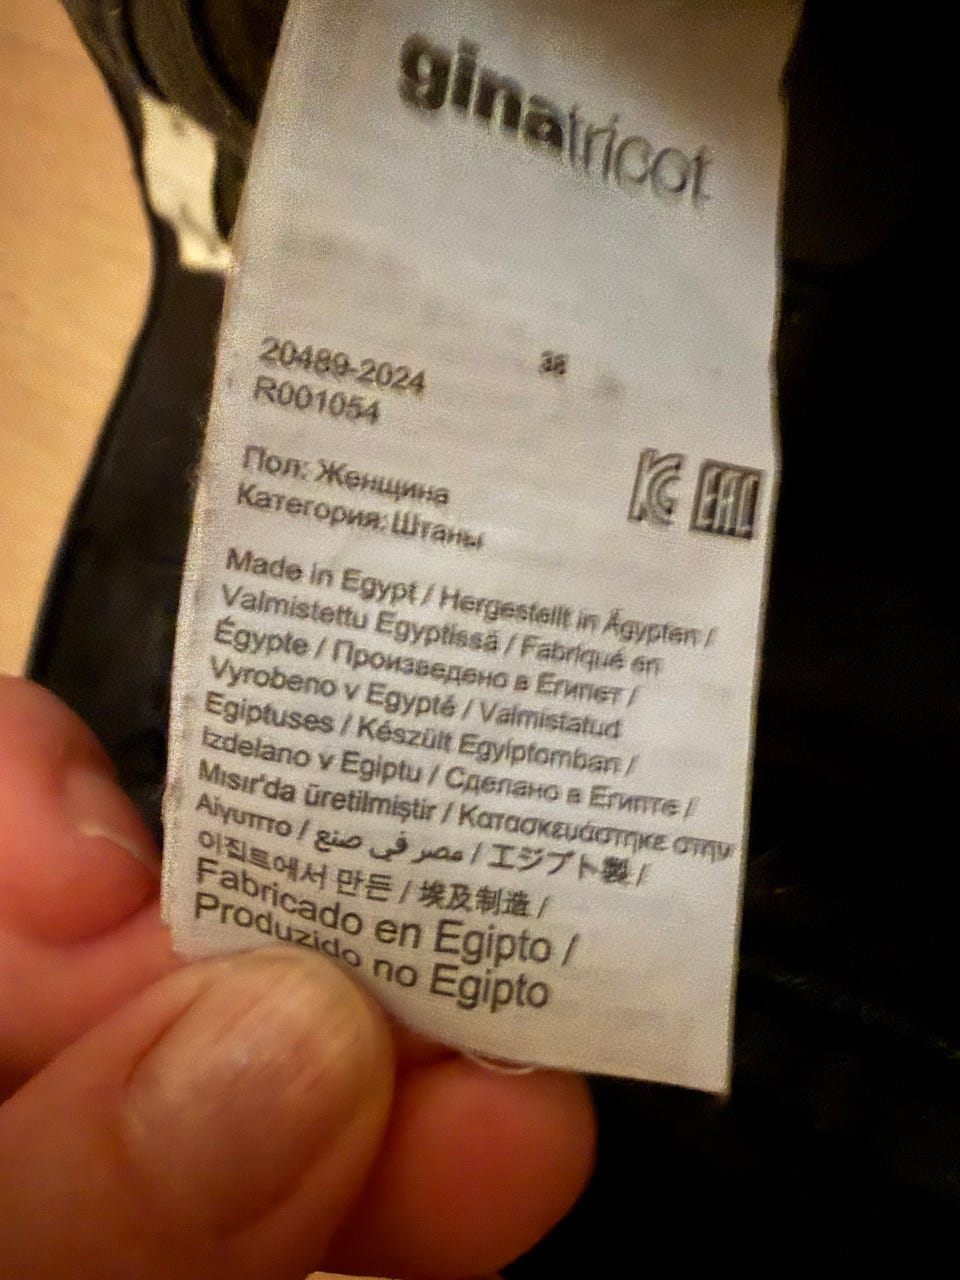 ginatricot
20489-2024 38
R001054
Пол: Женщина
Категория: Штаны
EAC
Made in Egypt / Hergestellt in Ägypten /
Valmistettu Egyptissä / Fabriqué en
Égypte / Произведено в Египет /
Vyrobeno v Egypté / Valmistatud
Egiptuses / Készült Egyiptomban /
Izdelano v Egiptu / Сделано в Египте /
Mısır'da üretilmiştir / Κατασκευάστηκε στην
Αίγυπτο / مصر في صنع / エジプト製 /
이집트에서 만든 / 埃及制造 /
Fabricado en Egipto /
Produzido no Egipto